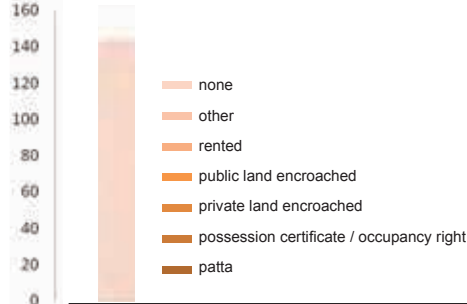 160
140
120
100
80
60
40
20
0
none
other
rented
public land encroached
private land encroached
possession certificate / occupancy right
patta